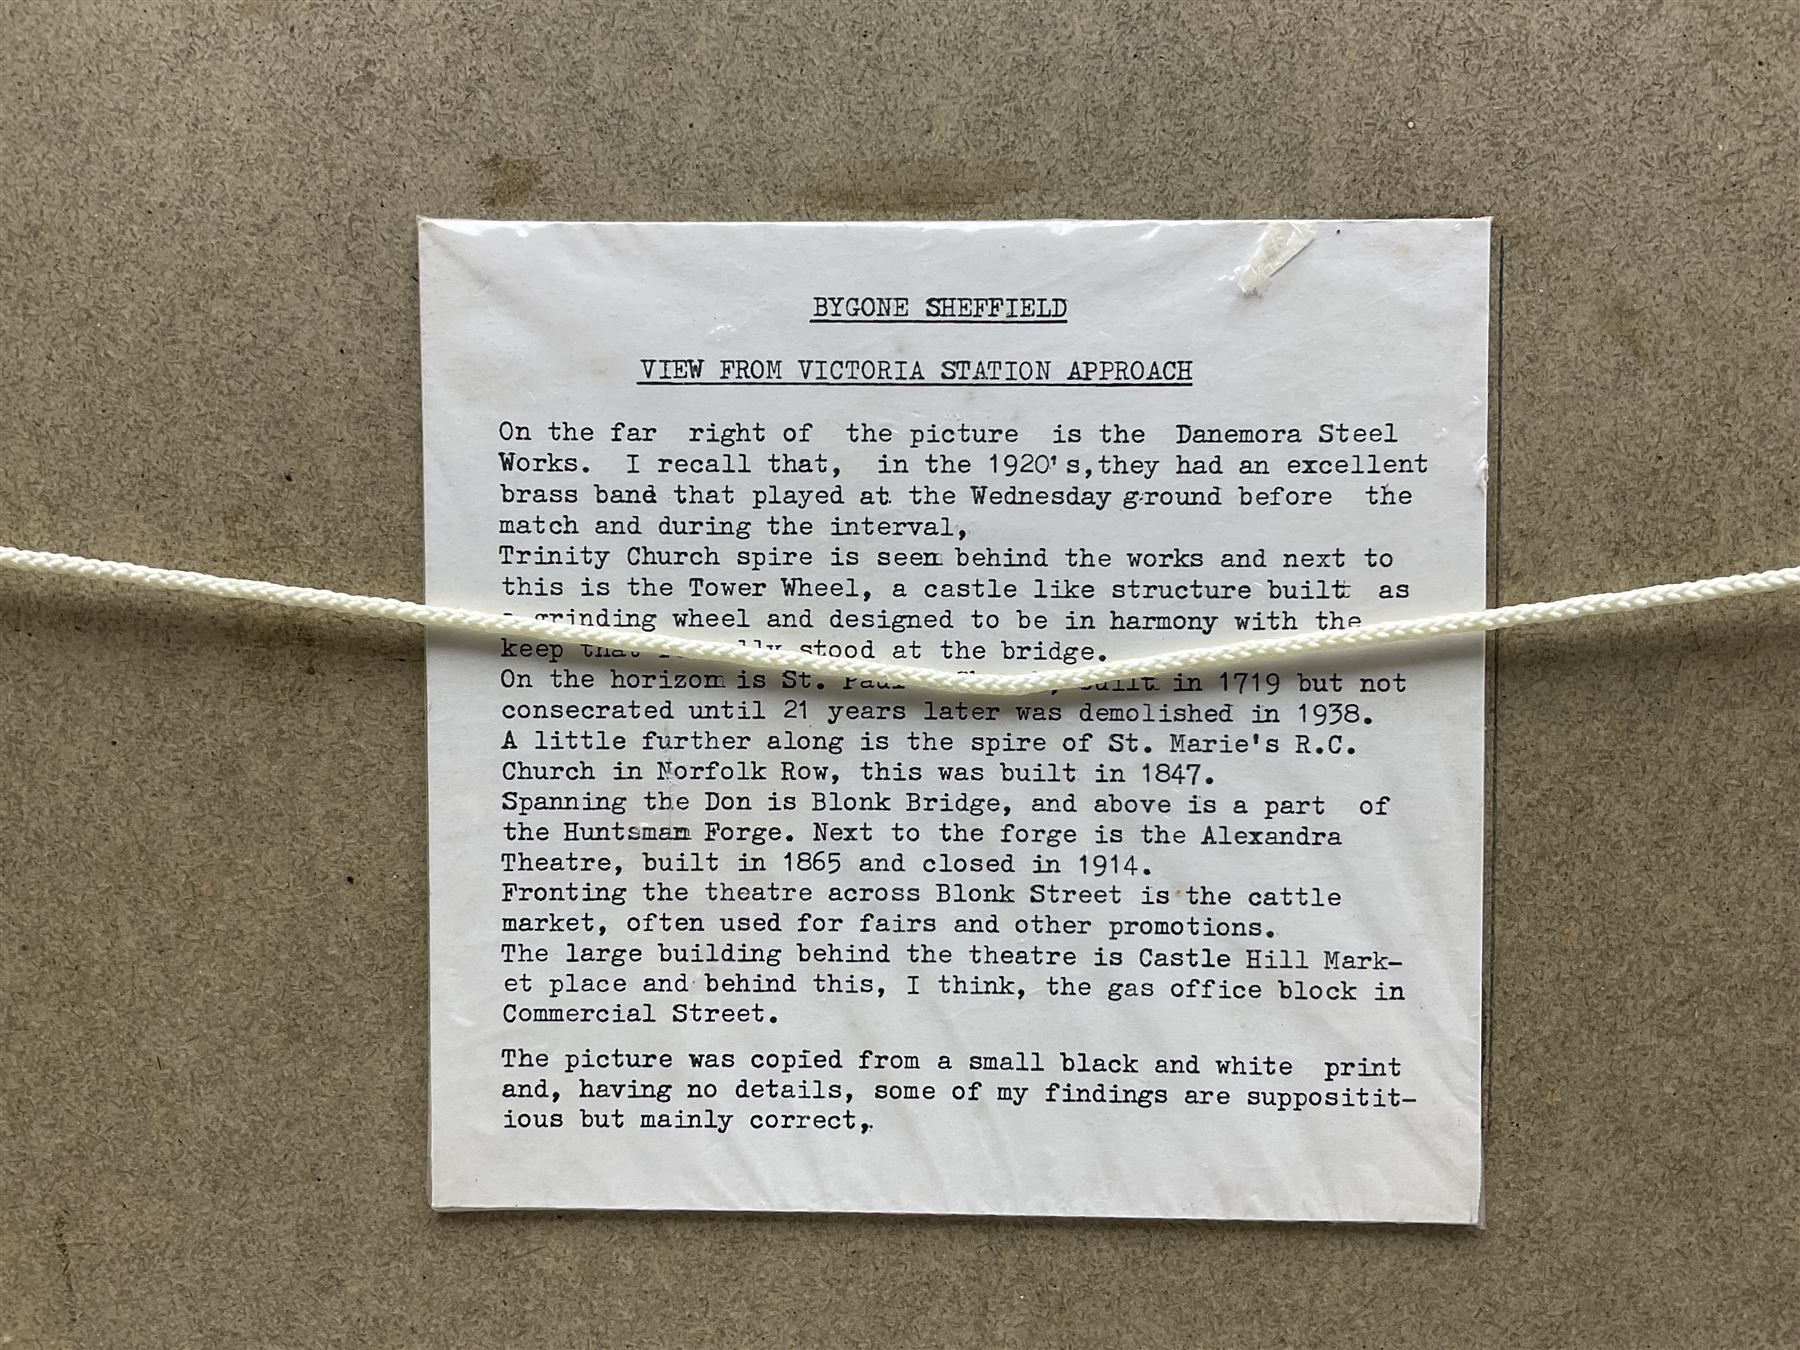 BYGONE SHEFFIELD
VIEW FROM VICTORIA STATION APPROACH
On the far right of the picture is the Danemora Steel
Works. I recall that, in the 1920's,they had an excellent
brass band that played at the Wednesday ground before the
match and during the interval,
Trinity Church spire is seen behind the works and next to
this is the Tower Wheel, a castle like structure built as
grinding wheel and designed to be in harmony with the
keep that stood at the bridge.
On the horizon is St. Paul built in 1719 but not
consecrated until 21 years later was demolished in 1938.
A little further along is the spire of St. Marie's R.C.
Church in Norfolk Row, this was built in 1847.
Spanning the Don is Blonk Bridge, and above is a part of
the Huntsman Forge. Next to the forge is the Alexandra
Theatre, built in 1865 and closed in 1914.
Fronting the theatre across Blonk Street is the cattle
market, often used for fairs and other promotions.
The large building behind the theatre is Castle Hill Mark-
et place and behind this, I think, the gas office block in
Commercial Street.
The picture was copied from a small black and white print
and, having no details, some of my findings are supposit­it-
ious but mainly correct,.